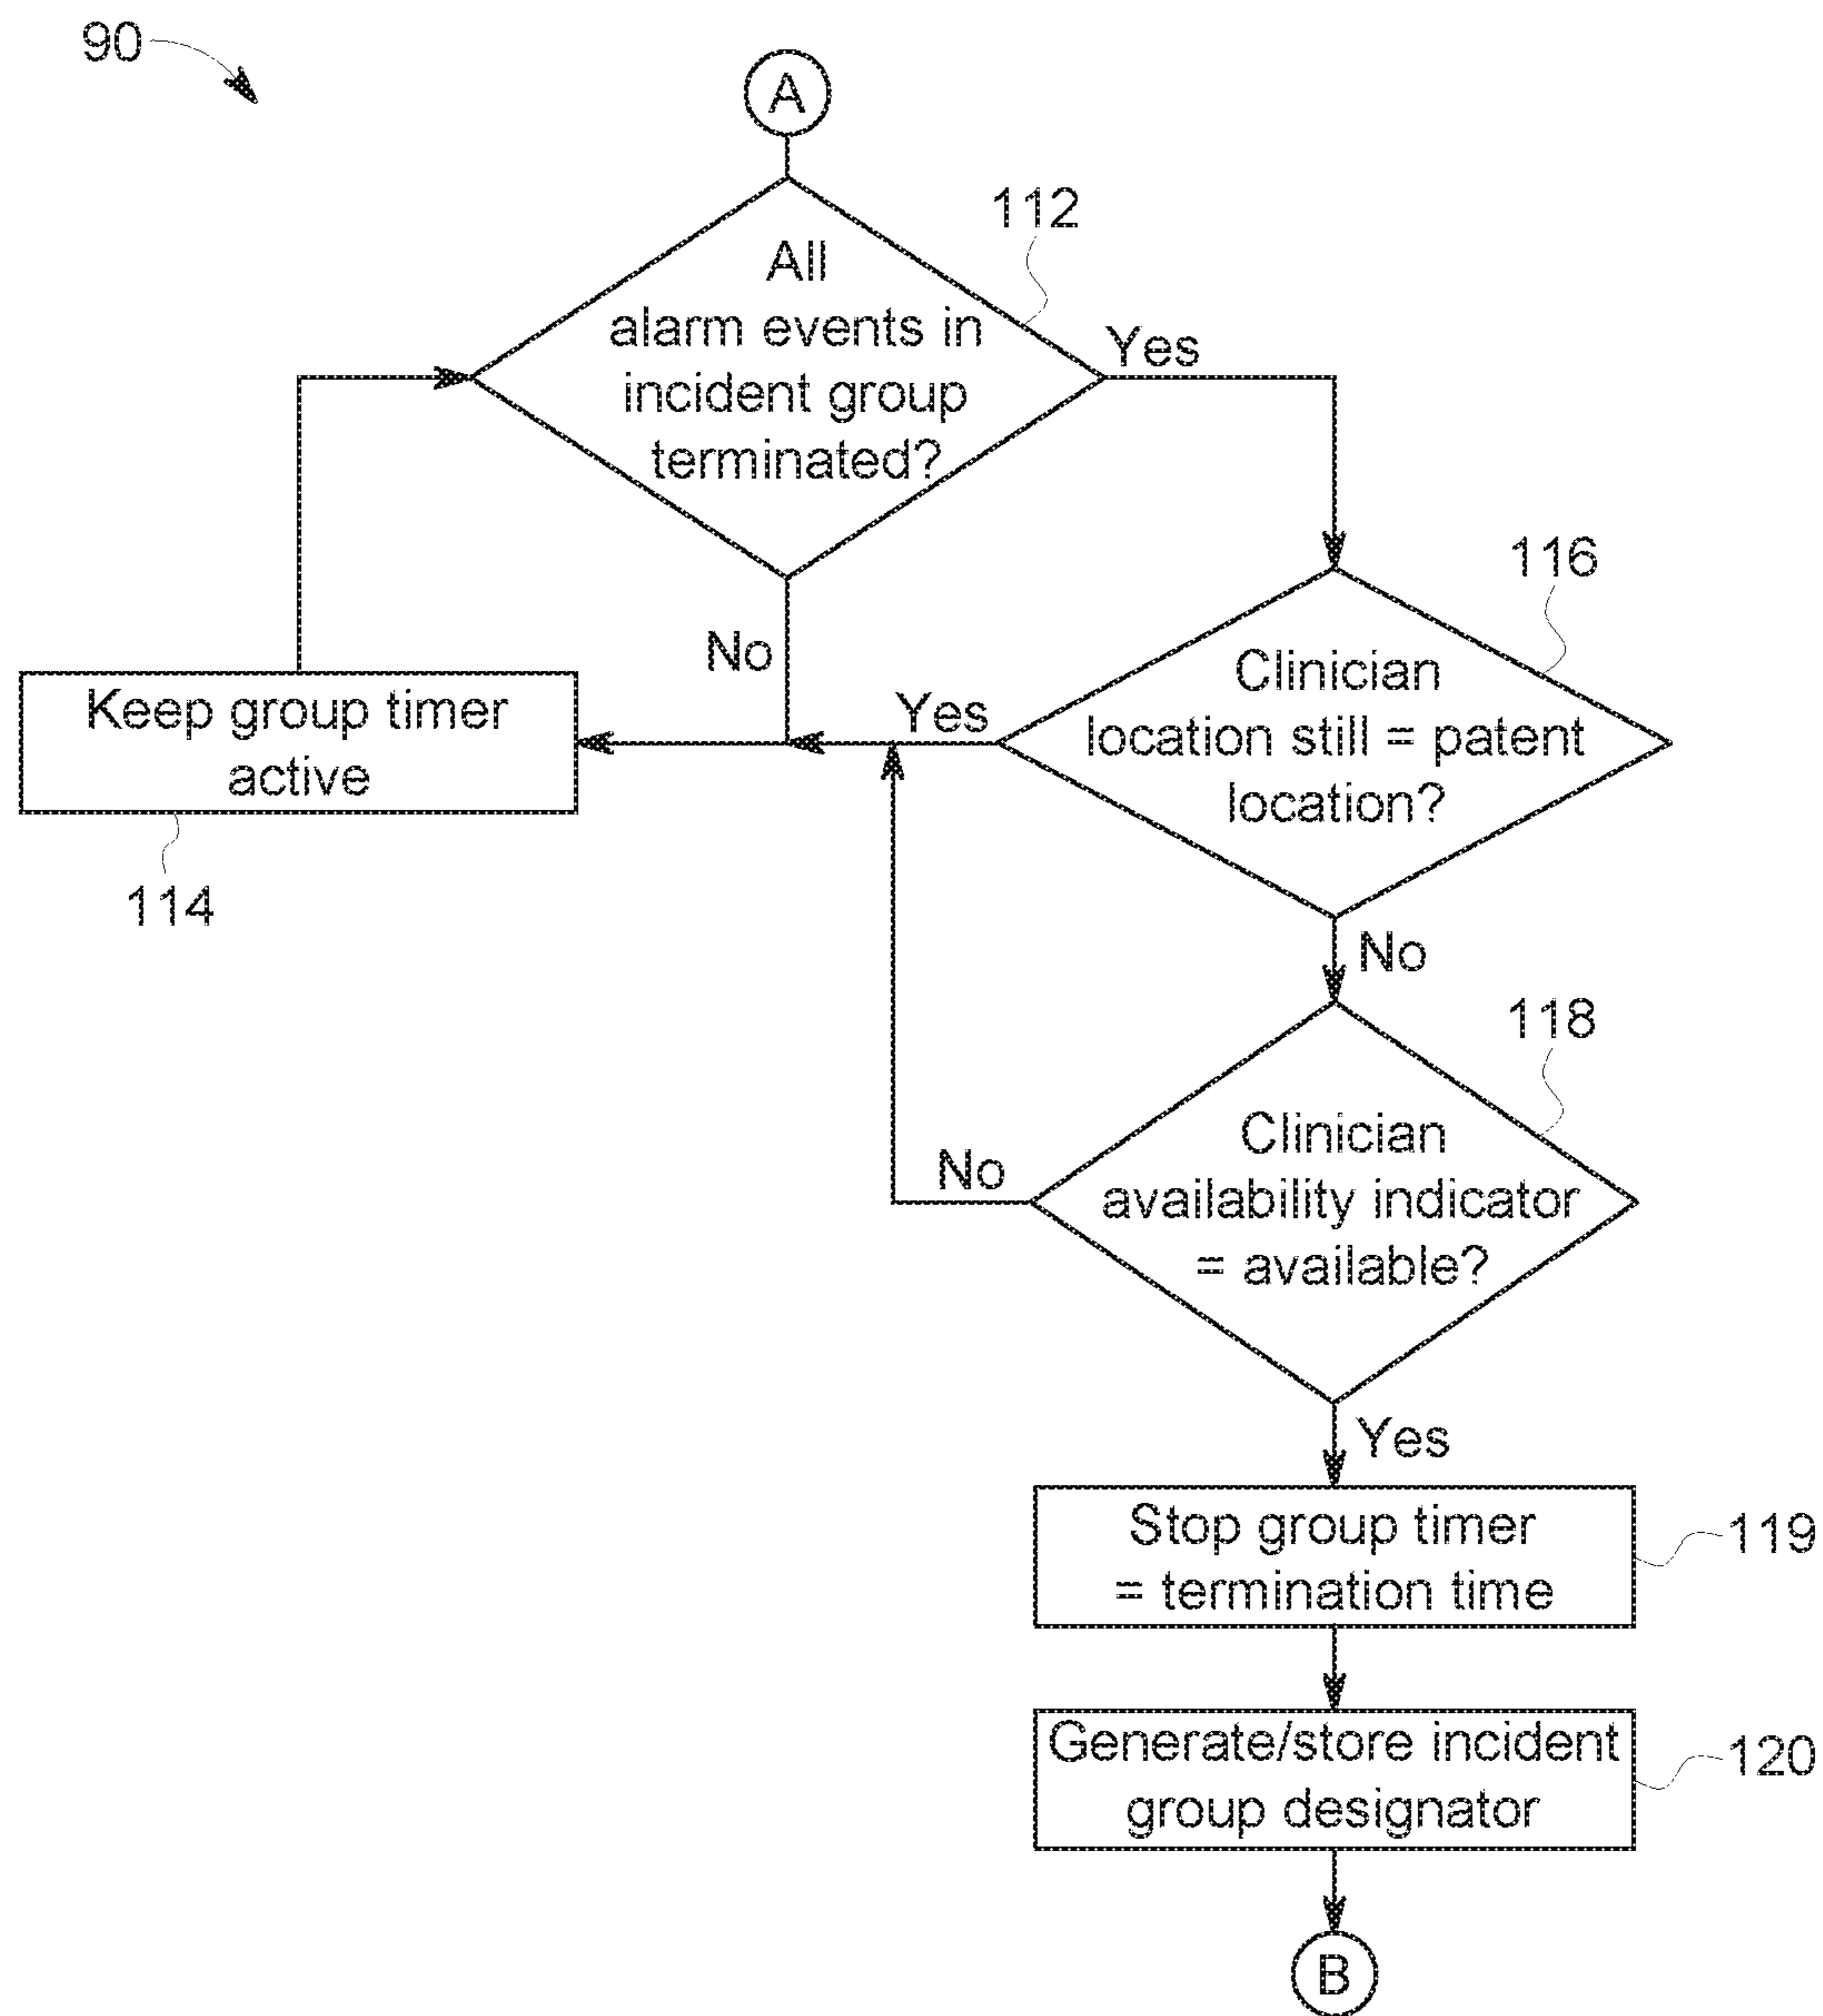 90
A
112
All
alarm events in
incident group
terminated?
Yes
No
116
Clinician
location still = patent
location?
Yes
Keep group timer
active
114
No
118
Clinician
availability indicator
= available?
No
Yes
Stop group timer
= termination time
119
Generate/store incident
group designator
120
B